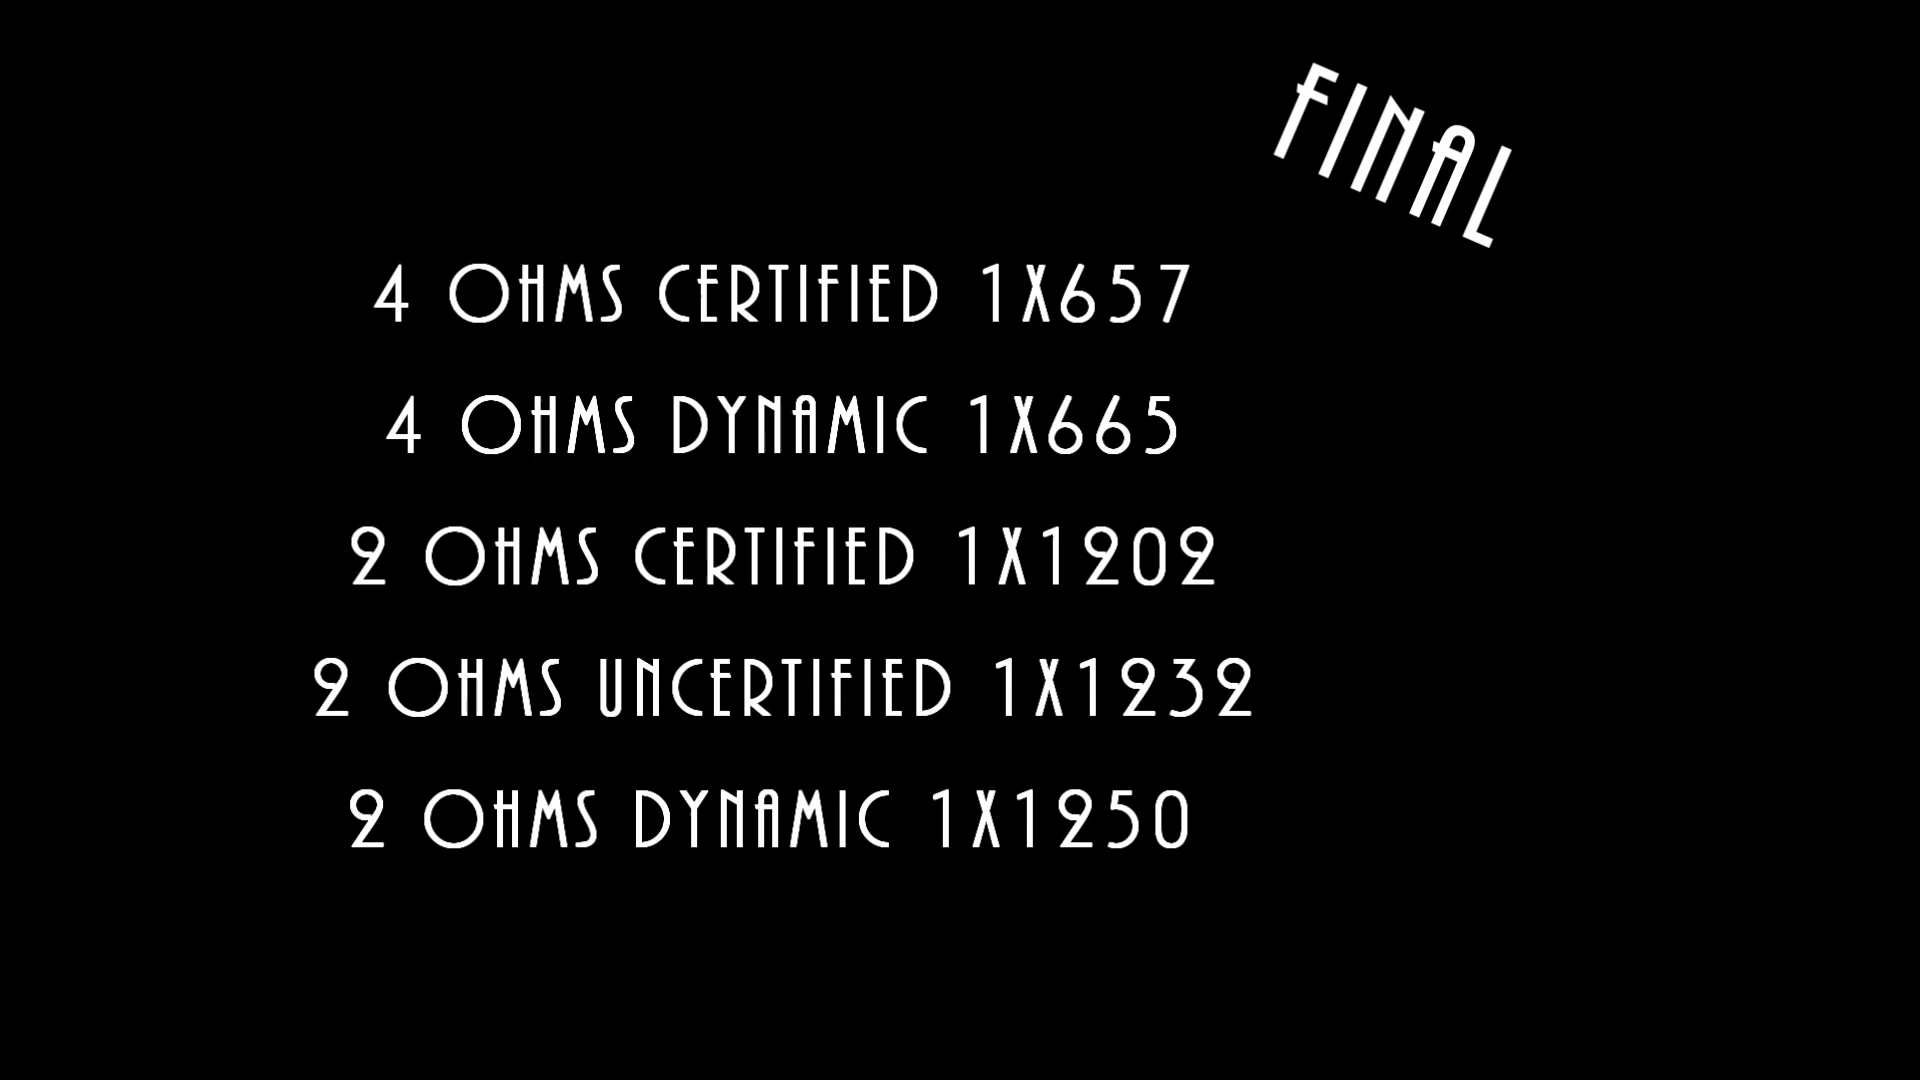 FINAL
4 OHMS CERTIFIED 1X657
4 OHMS DYNAMIC 1X665
2 OHMS CERTIFIED 1X1202
2 OHMS UNCERTIFIED 1X1232
2 OHMS DYNAMIC 1X1250